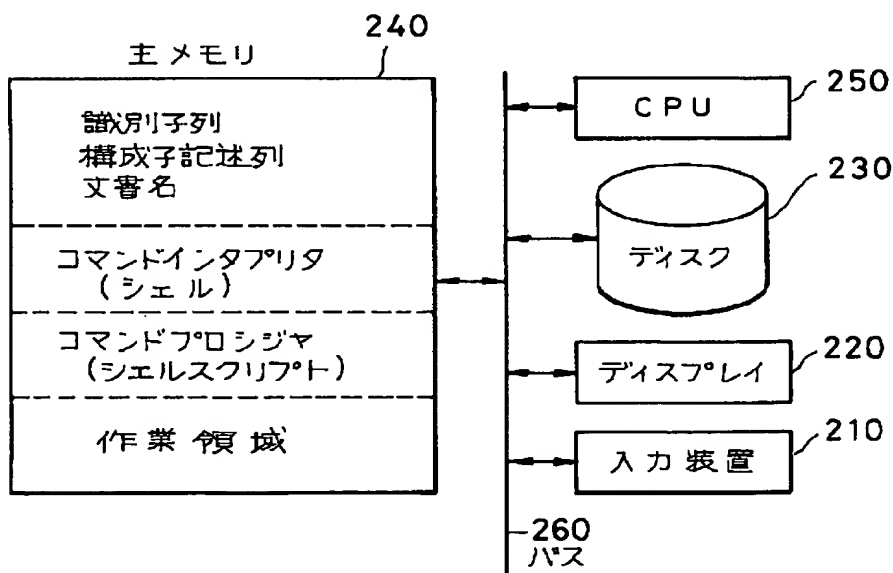 主メモリ
240
識別子列
構成子記述列
文書名
コマンドインタプリタ
(シェル)
コマンドプロシジャ
(シェルスクリプト)
作業領域
CPU
250
ディスク
230
ディスプレイ
220
入力装置
210
260
バス